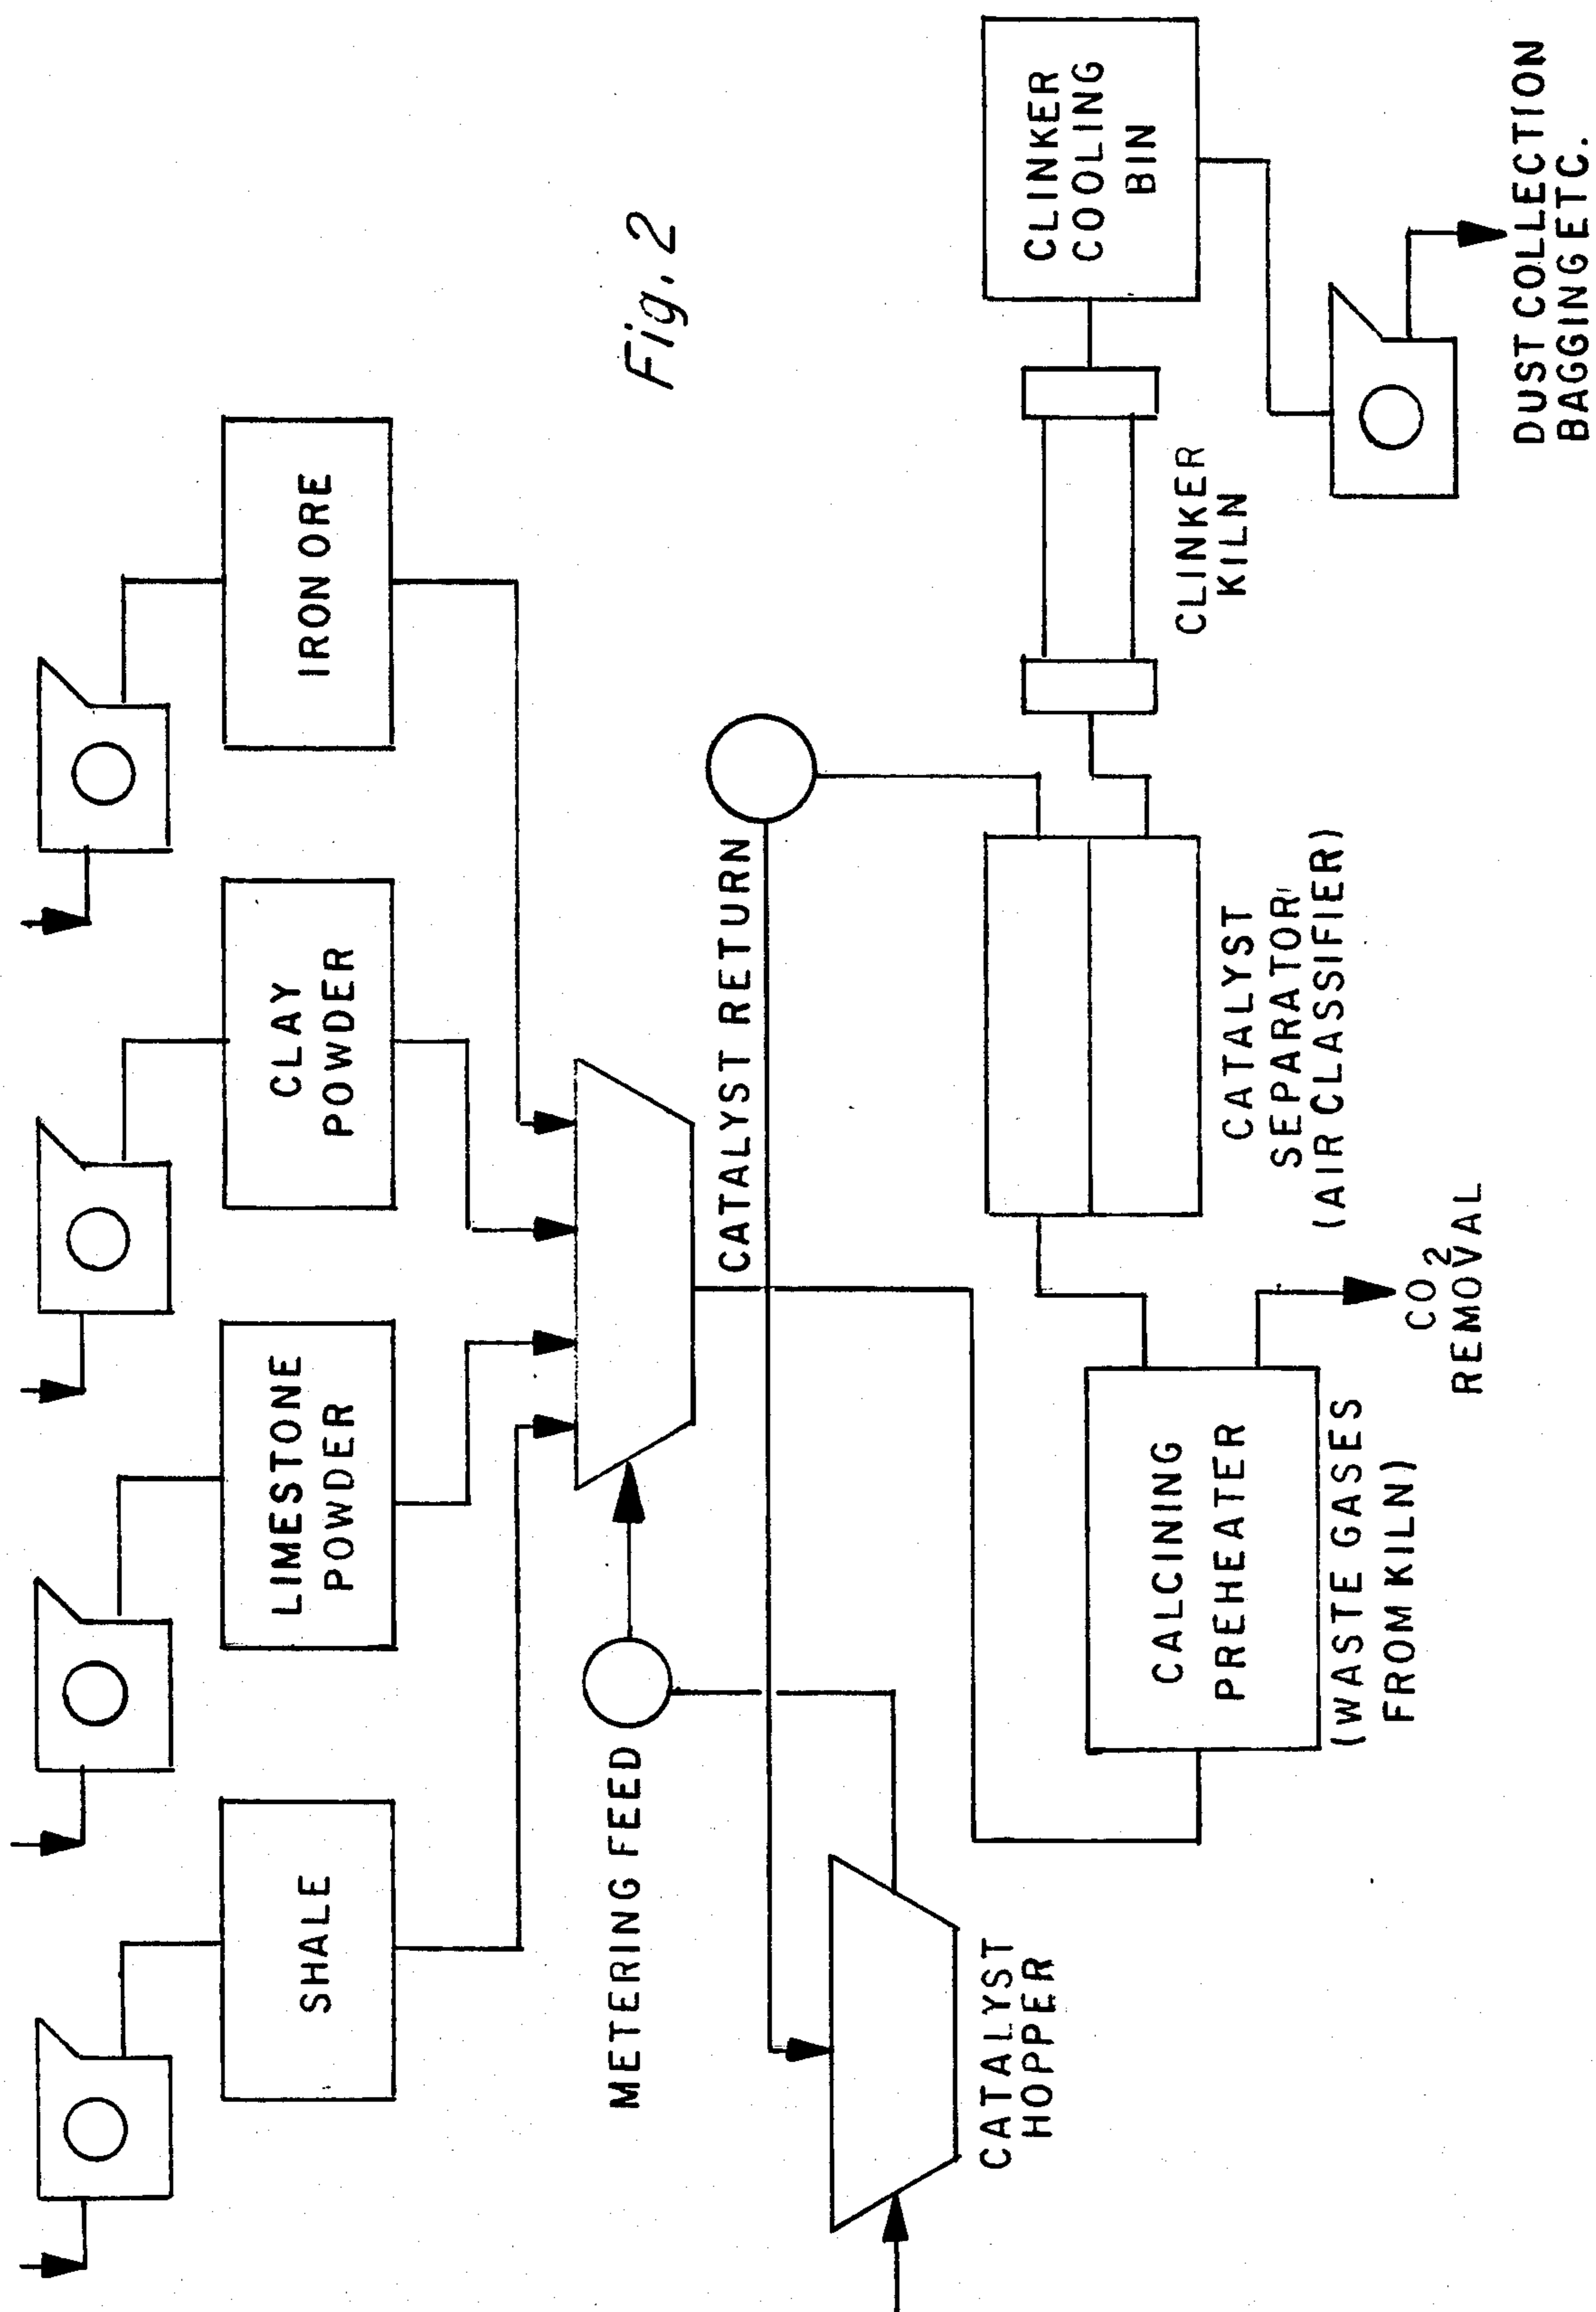 SHALE
LIMESTONE
POWDER
CLAY
POWDER
IRON ORE
METERING FEED
Fig. 2
CATALYST RETURN
CATALYST
HOPPER
CALCINING
PREHEATER
(WASTE GASES
FROM KILN)
CO2
REMOVAL
CATALYST
SEPARATOR
(AIR CLASSIFIER)
CLINKER
KILN
CLINKER
COOLING
BIN
DUST COLLECTION
BAGGING ETC.